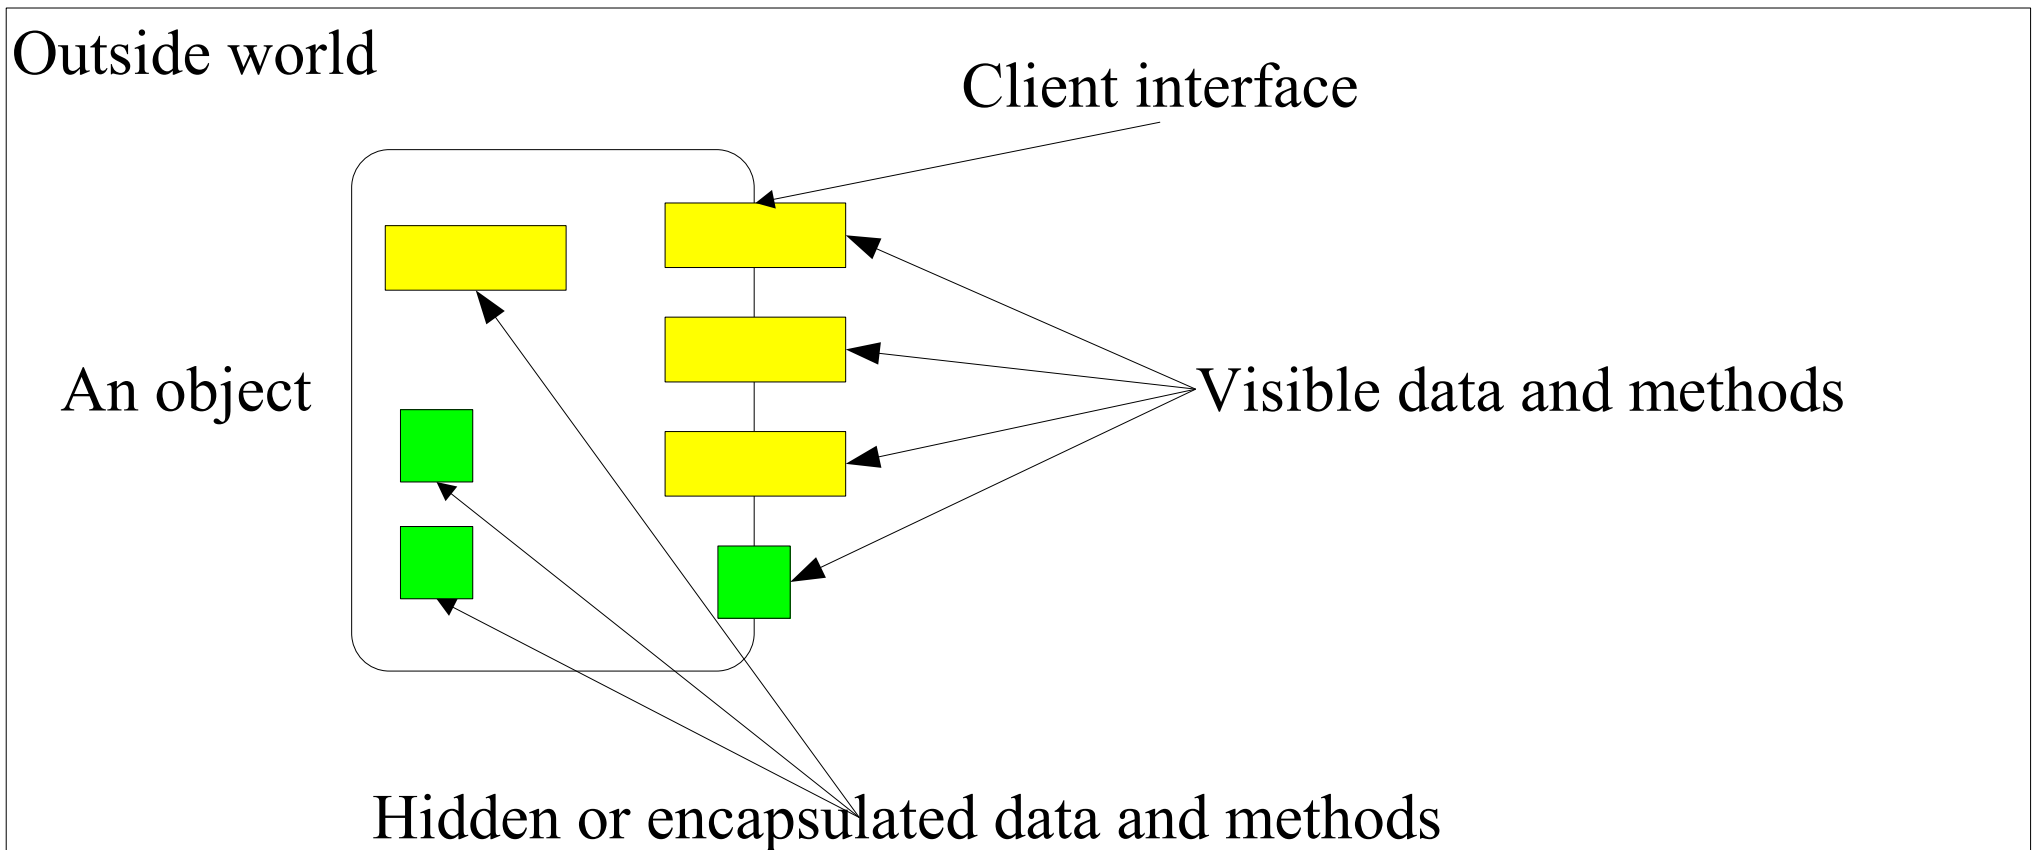 Outside world
Client interface
An object
Visible data and methods
Hidden or encapsulated data and methods